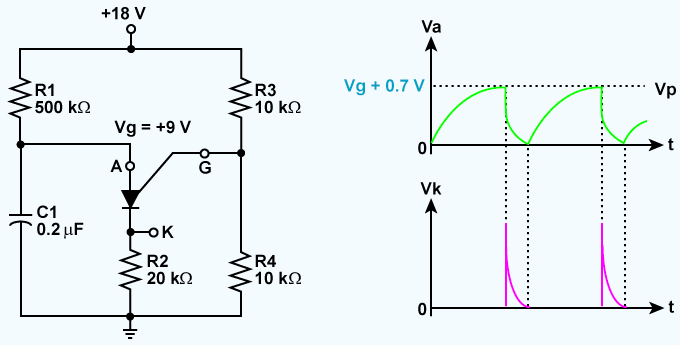 +18 V
R1
500 kΩ
R3
10 kΩ
Vg = +9 V
A
G
C1
0.2 µF
K
R2
20 kΩ
R4
10 kΩ
Va
Vg + 0.7 V
Vp
0
t
Vk
0
t